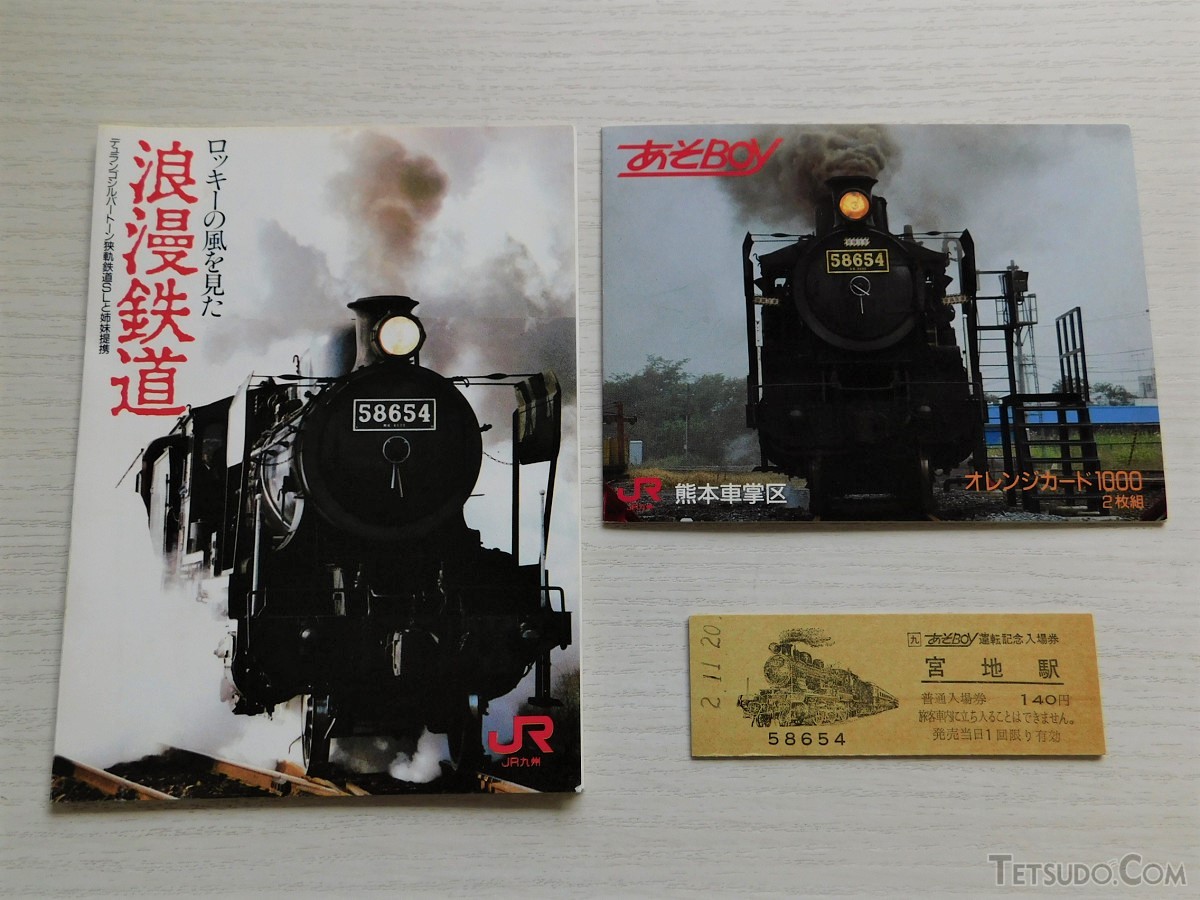 ロッキーの風を見た
浪漫鉄道
デュランゴシルバートーン狭軌鉄道SLと姉妹提携
58654
JR
JR九州
あそBOY
58654
JR
JR九州
熊本車掌区
オレンジカード1000
2枚組
2.11.20.
58654
九 あそBOY 運転記念入場券
宮地駅
普通入場券 140円
旅客車内に立ち入ることはできません。
発売当日1回限り有効
TETSUDO.COM